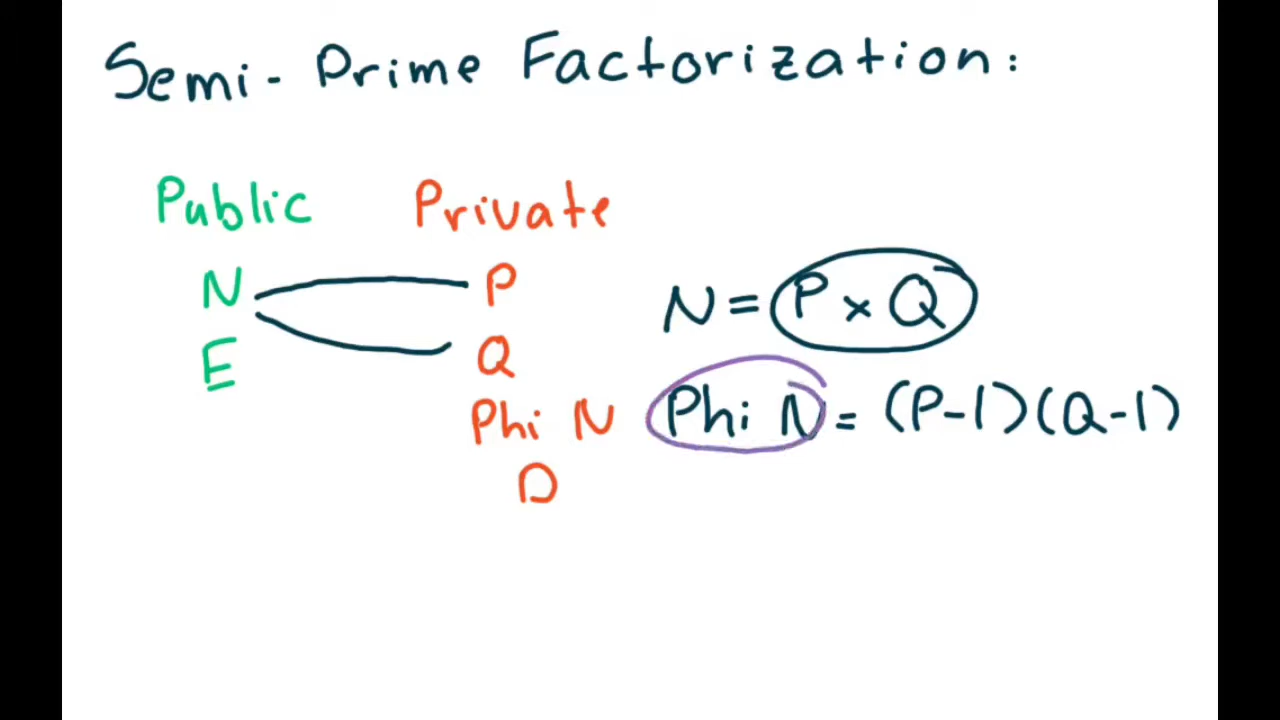 Semi-Prime Factorization:
Public Private
N P N = P × Q
E Q
Phi N Phi N = (P-1)(Q-1)
D